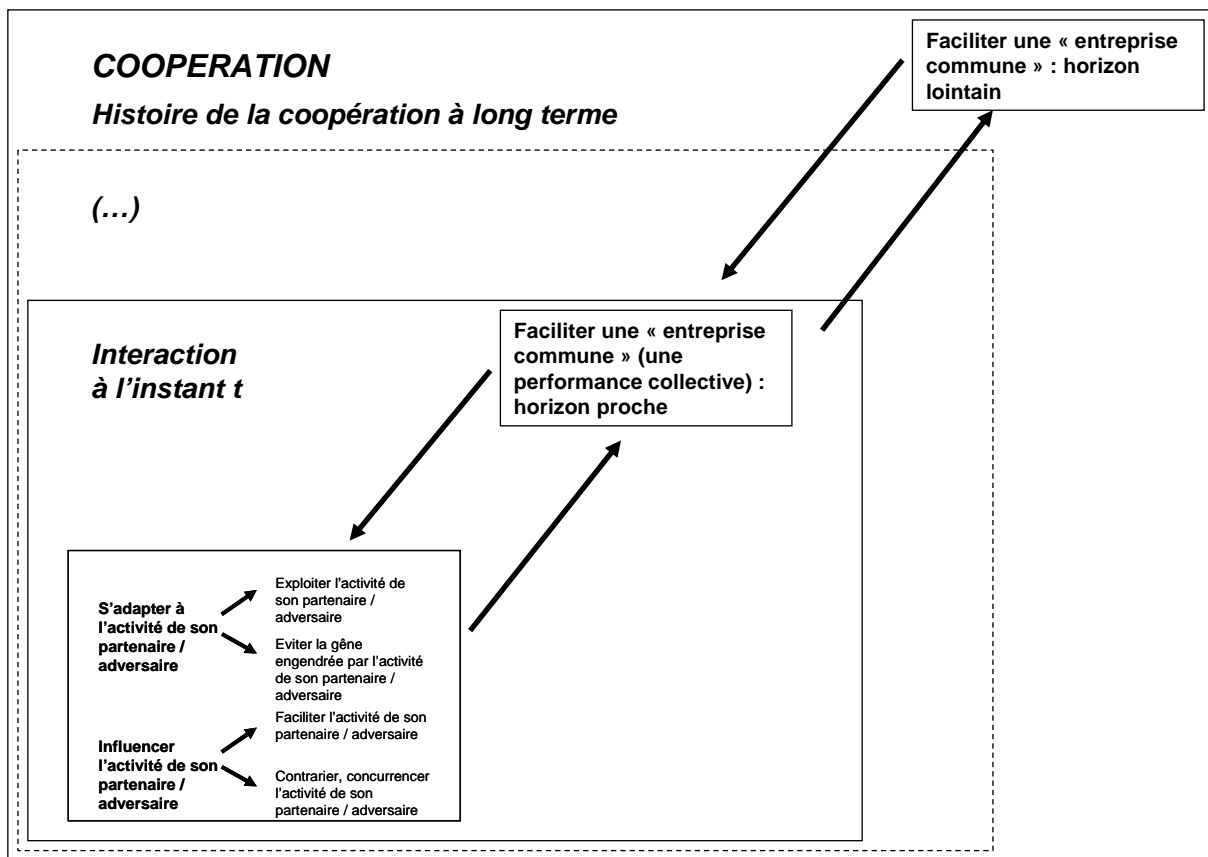 COOPERATION
Histoire de la coopération à long terme
Faciliter une « entreprise
commune » : horizon
lointain
(…)
Interaction
à l’instant t
Faciliter une « entreprise
commune » (une
performance collective) :
horizon proche
S’adapter à
l’activité de son
partenaire /
adversaire
Exploiter l’activité de
son partenaire /
adversaire
Eviter la gêne
engendrée par l’activité
de son partenaire /
adversaire
Influencer
l’activité de son
partenaire /
adversaire
Faciliter l’activité de son
partenaire / adversaire
Contrarier, concurrencer
l’activité de son
partenaire / adversaire